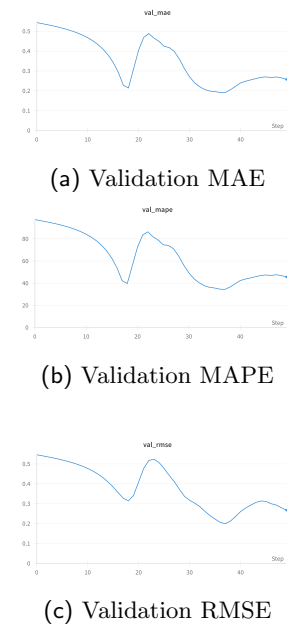 val_mae
0.5
0.4
0.3
0.2
0.1
0
Step
0 10 20 30 40
(a) Validation MAE
val_mape
80
60
40
20
0
Step
0 10 20 30 40
(b) Validation MAPE
val_rmse
0.5
0.4
0.3
0.2
0.1
0
Step
0 10 20 30 40
(c) Validation RMSE